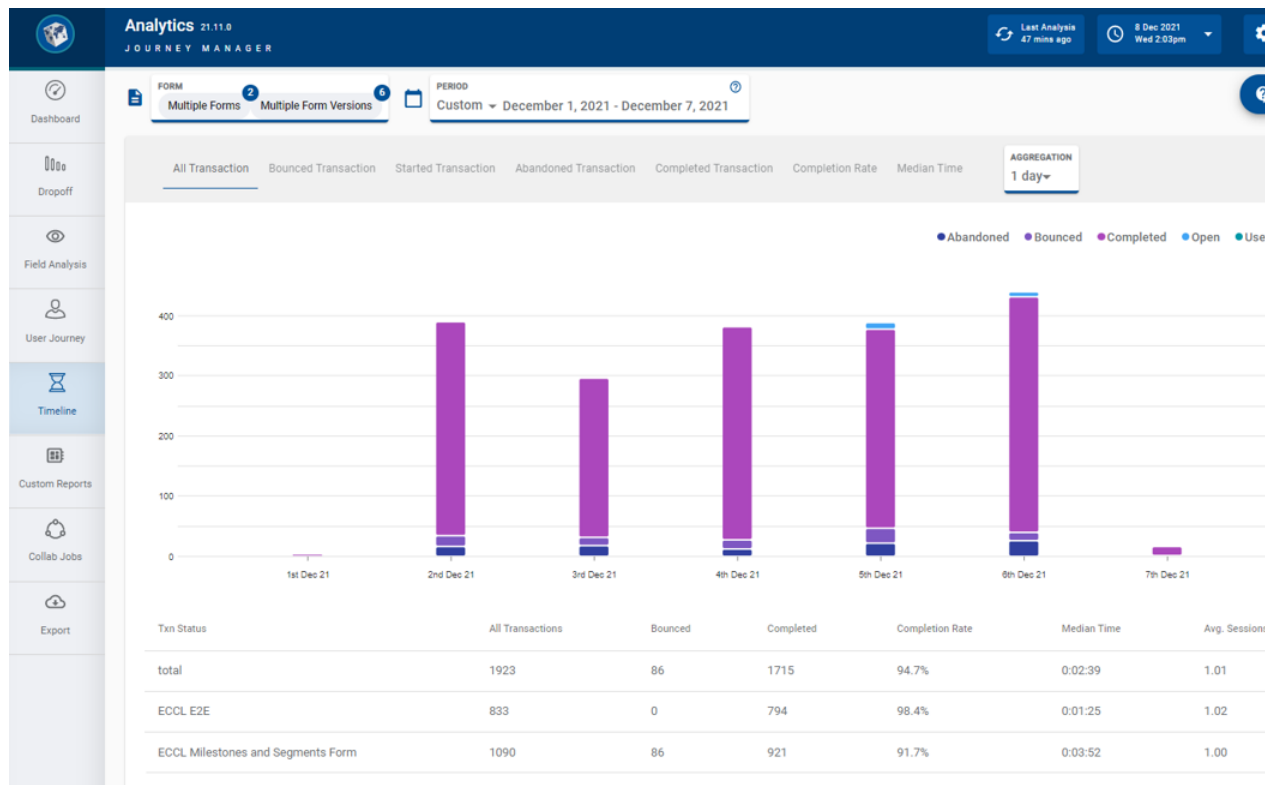 Analytics 21.11.0
JOURNEY MANAGER
Last Analysis
47 mins ago
8 Dec 2021
Wed 2:03pm
Dashboard
Dropoff
Field Analysis
User Journey
Timeline
Custom Reports
Collab Jobs
Export
FORM
Multiple Forms 2 Multiple Form Versions 6
PERIOD
Custom December 1, 2021 - December 7, 2021
All Transaction Bounced Transaction Started Transaction Abandoned Transaction Completed Transaction Completion Rate Median Time
AGGREGATION
1 day
Abandoned Bounced Completed Open Use
400
300
200
100
0
1st Dec 21 2nd Dec 21 3rd Dec 21 4th Dec 21 5th Dec 21 6th Dec 21 7th Dec 21
Txn Status All Transactions Bounced Completed Completion Rate Median Time Avg. Sessions
total 1923 86 1715 94.7% 0:02:39 1.01
ECCL E2E 833 0 794 98.4% 0:01:25 1.02
ECCL Milestones and Segments Form 1090 86 921 91.7% 0:03:52 1.00